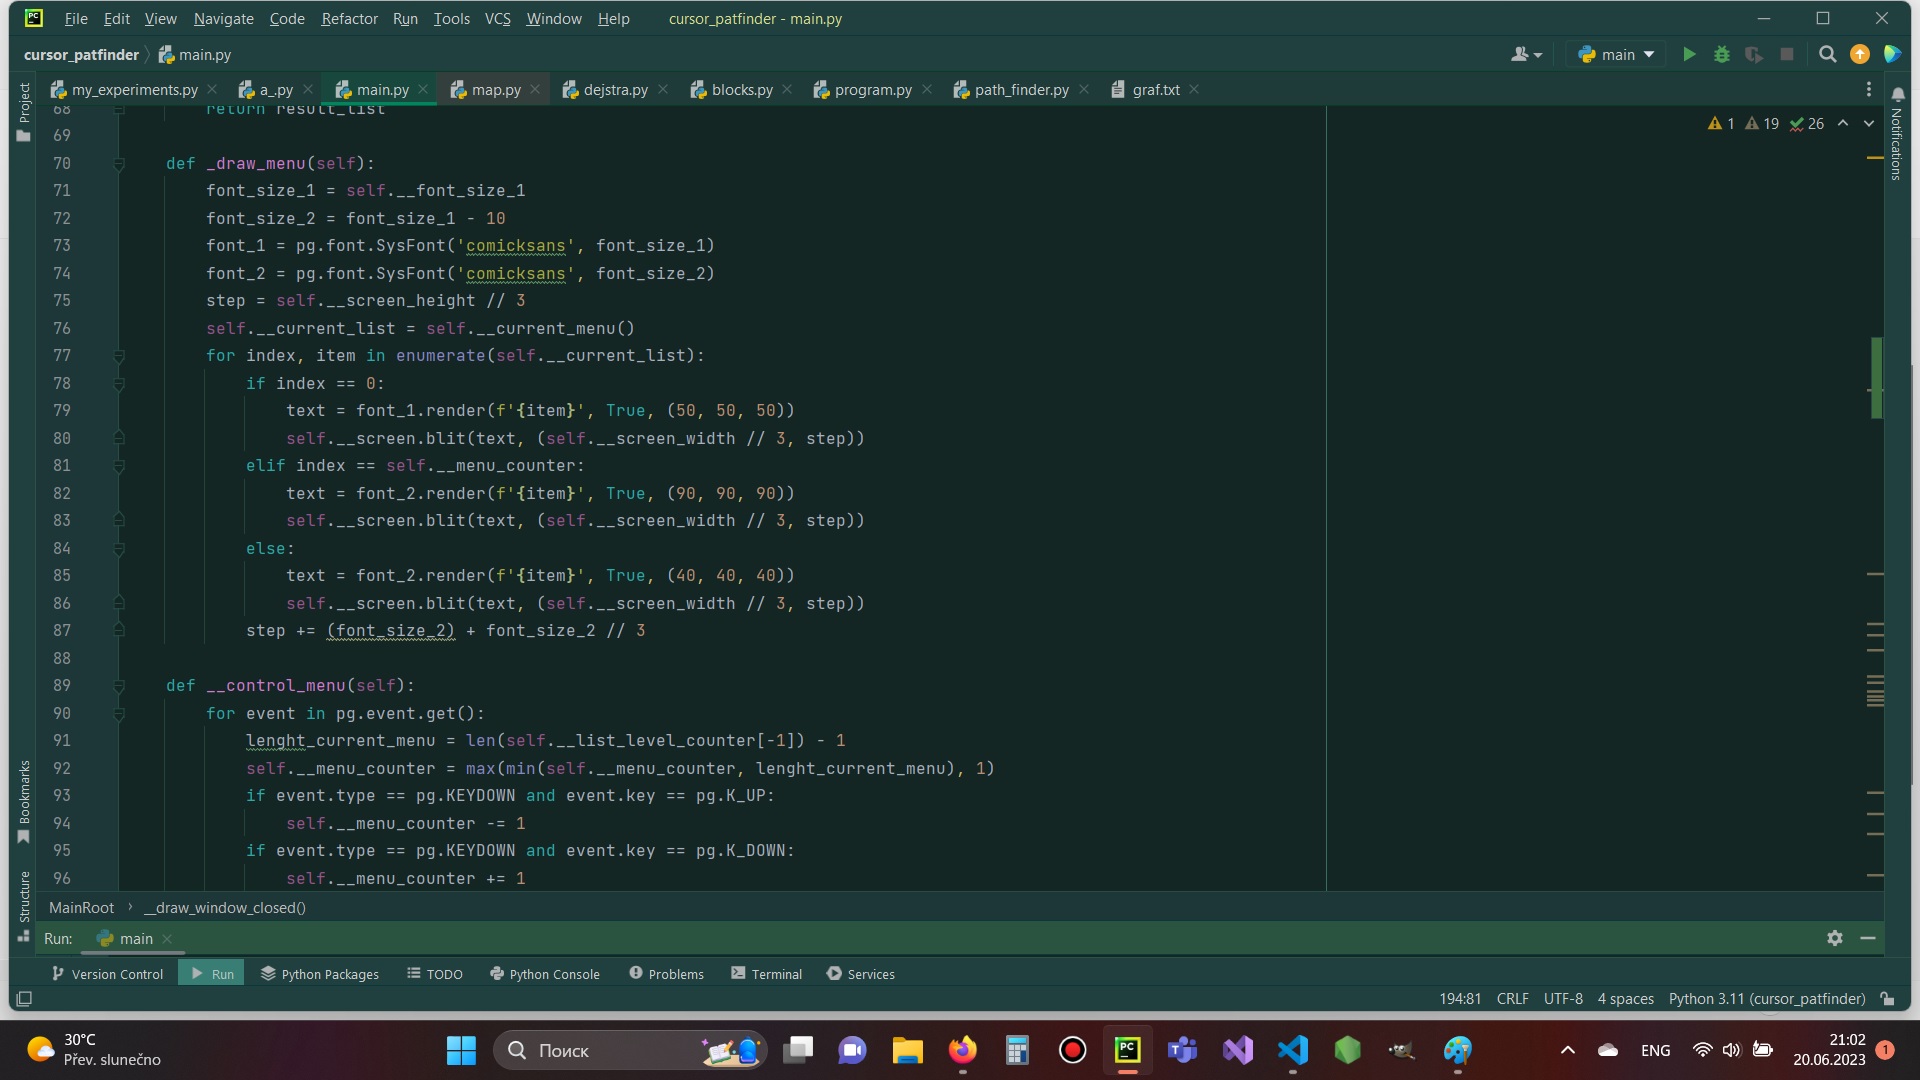 File Edit View Navigate Code Refactor Run Tools VCS Window Help cursor_patfinder - main.py
cursor_patfinder main.py main
my_experiments.py a_.py main.py map.py dejstra.py blocks.py program.py path_finder.py graf.txt
Project
Notifications
1 19 26
68 return result_list
69
70 def _draw_menu(self):
71 font_size_1 = self.__font_size_1
72 font_size_2 = font_size_1 - 10
73 font_1 = pg.font.SysFont('comicksans', font_size_1)
74 font_2 = pg.font.SysFont('comicksans', font_size_2)
75 step = self.__screen_height // 3
76 self.__current_list = self.__current_menu()
77 for index, item in enumerate(self.__current_list):
78 if index == 0:
79 text = font_1.render(f'{item}', True, (50, 50, 50))
80 self.__screen.blit(text, (self.__screen_width // 3, step))
81 elif index == self.__menu_counter:
82 text = font_2.render(f'{item}', True, (90, 90, 90))
83 self.__screen.blit(text, (self.__screen_width // 3, step))
84 else:
85 text = font_2.render(f'{item}', True, (40, 40, 40))
86 self.__screen.blit(text, (self.__screen_width // 3, step))
87 step += (font_size_2) + font_size_2 // 3
88
89 def __control_menu(self):
90 for event in pg.event.get():
91 lenght_current_menu = len(self.__list_level_counter[-1]) - 1
92 self.__menu_counter = max(min(self.__menu_counter, lenght_current_menu), 1)
93 if event.type == pg.KEYDOWN and event.key == pg.K_UP:
94 self.__menu_counter -= 1
95 if event.type == pg.KEYDOWN and event.key == pg.K_DOWN:
96 self.__menu_counter += 1
Bookmarks
Structure
MainRoot › __draw_window_closed()
Run: main
Version Control Run Python Packages TODO Python Console Problems Terminal Services
194:81 CRLF UTF-8 4 spaces Python 3.11 (cursor_patfinder)
30°C
Přev. slunečno
Поиск
ENG
21:02
20.06.2023
1